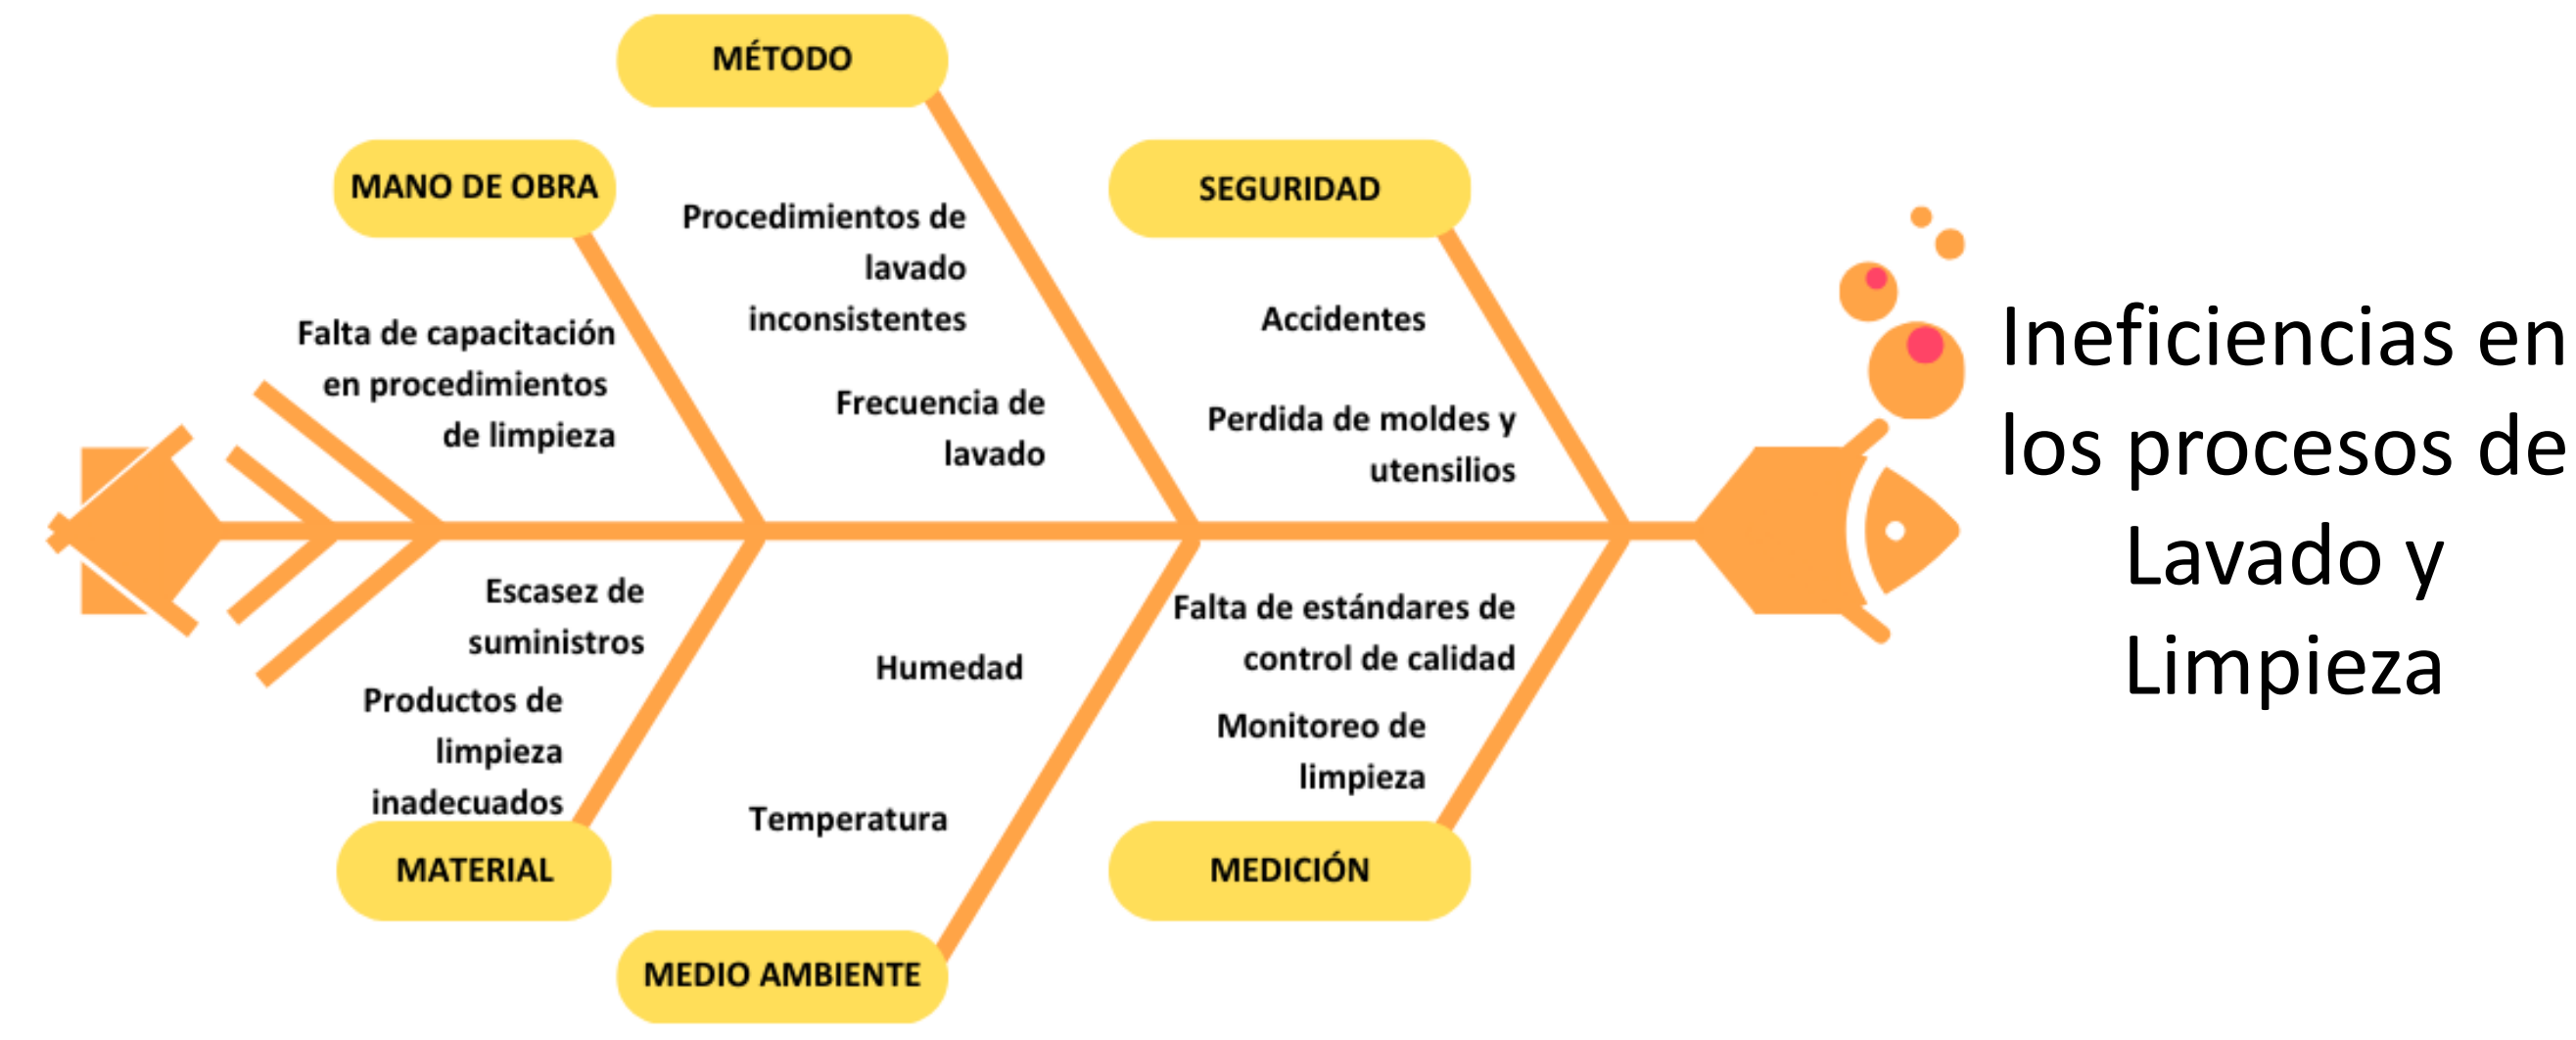 MÉTODO
MANO DE OBRA
SEGURIDAD
Procedimientos de
lavado
inconsistentes
Falta de capacitación
en procedimientos
de limpieza
Frecuencia de
lavado
Accidentes
Perdida de moldes y
utensilios
Ineficiencias en
los procesos de
Lavado y
Limpieza
Escasez de
suministros
Productos de
limpieza
inadecuados
Humedad
Temperatura
Falta de estándares de
control de calidad
Monitoreo de
limpieza
MATERIAL
MEDICIÓN
MEDIO AMBIENTE